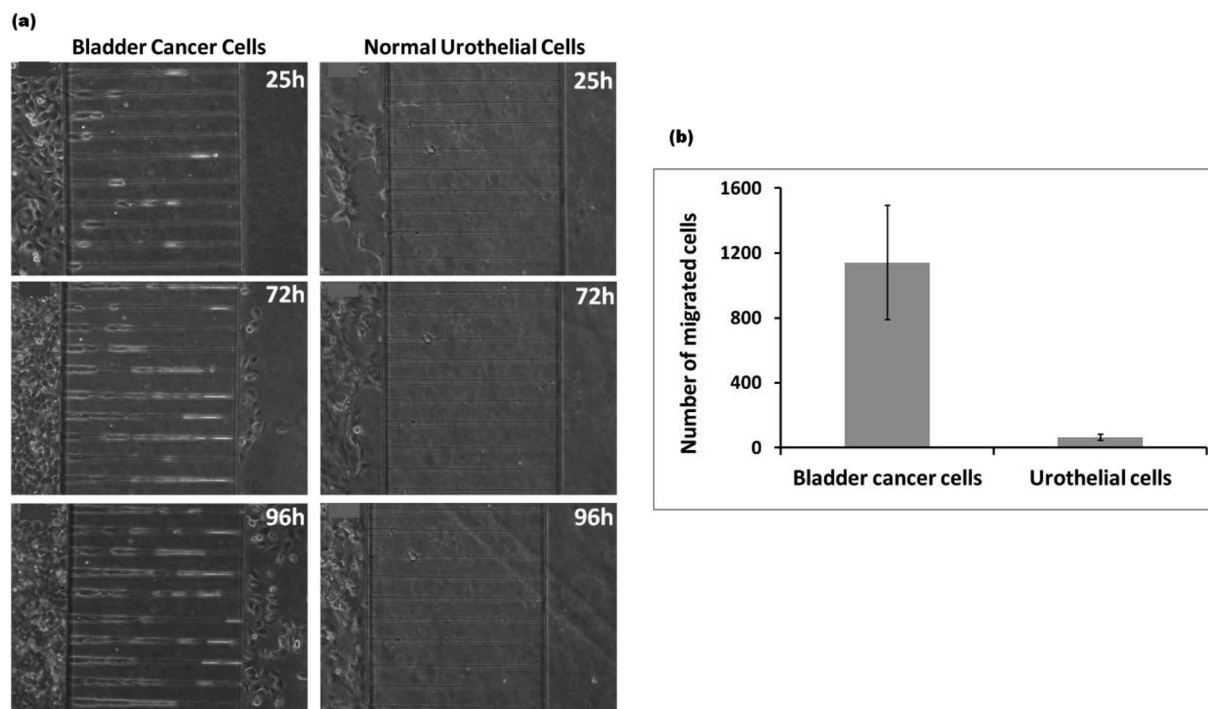 (a)
Bladder Cancer Cells
Normal Urothelial Cells
25h
25h
72h
72h
96h
96h
(b)
Number of migrated cells
1600
1200
800
400
0
Bladder cancer cells
Urothelial cells